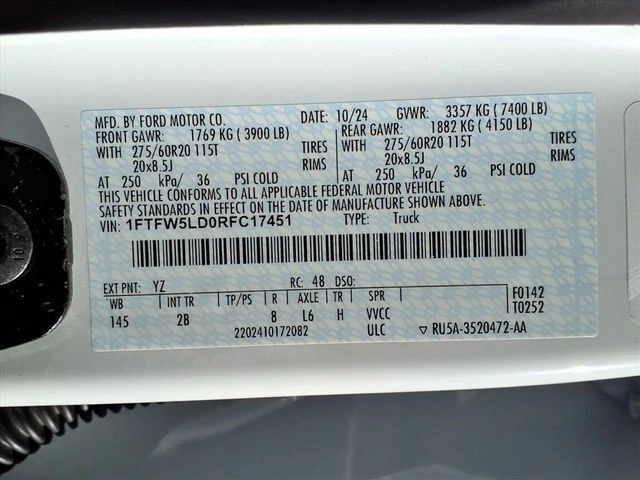 MFD. BY FORD MOTOR CO. DATE: 10/24 GVWR: 3357 KG ( 7400 LB)
FRONT GAWR: 1769 KG ( 3900 LB) REAR GAWR: 1882 KG ( 4150 LB)
WITH 275/60R20 115T TIRES WITH 275/60R20 115T TIRES
20x8.5J RIMS 20x8.5J RIMS
AT 250 kPa/ 36 PSI COLD AT 250 kPa/ 36 PSI COLD
THIS VEHICLE CONFORMS TO ALL APPLICABLE FEDERAL MOTOR VEHICLE
SAFETY STANDARDS IN EFFECT ON THE DATE OF MANUFACTURE SHOWN ABOVE.
VIN: 1FTFW5LD0RFC17451 TYPE: Truck
EXT PNT: YZ RC: 48 DSO:
WB INT TR TP/PS R AXLE TR SPR F0142
145 2B 8 L6 H VVCC T0252
2202410172082 ULC RU5A-3520472-AA